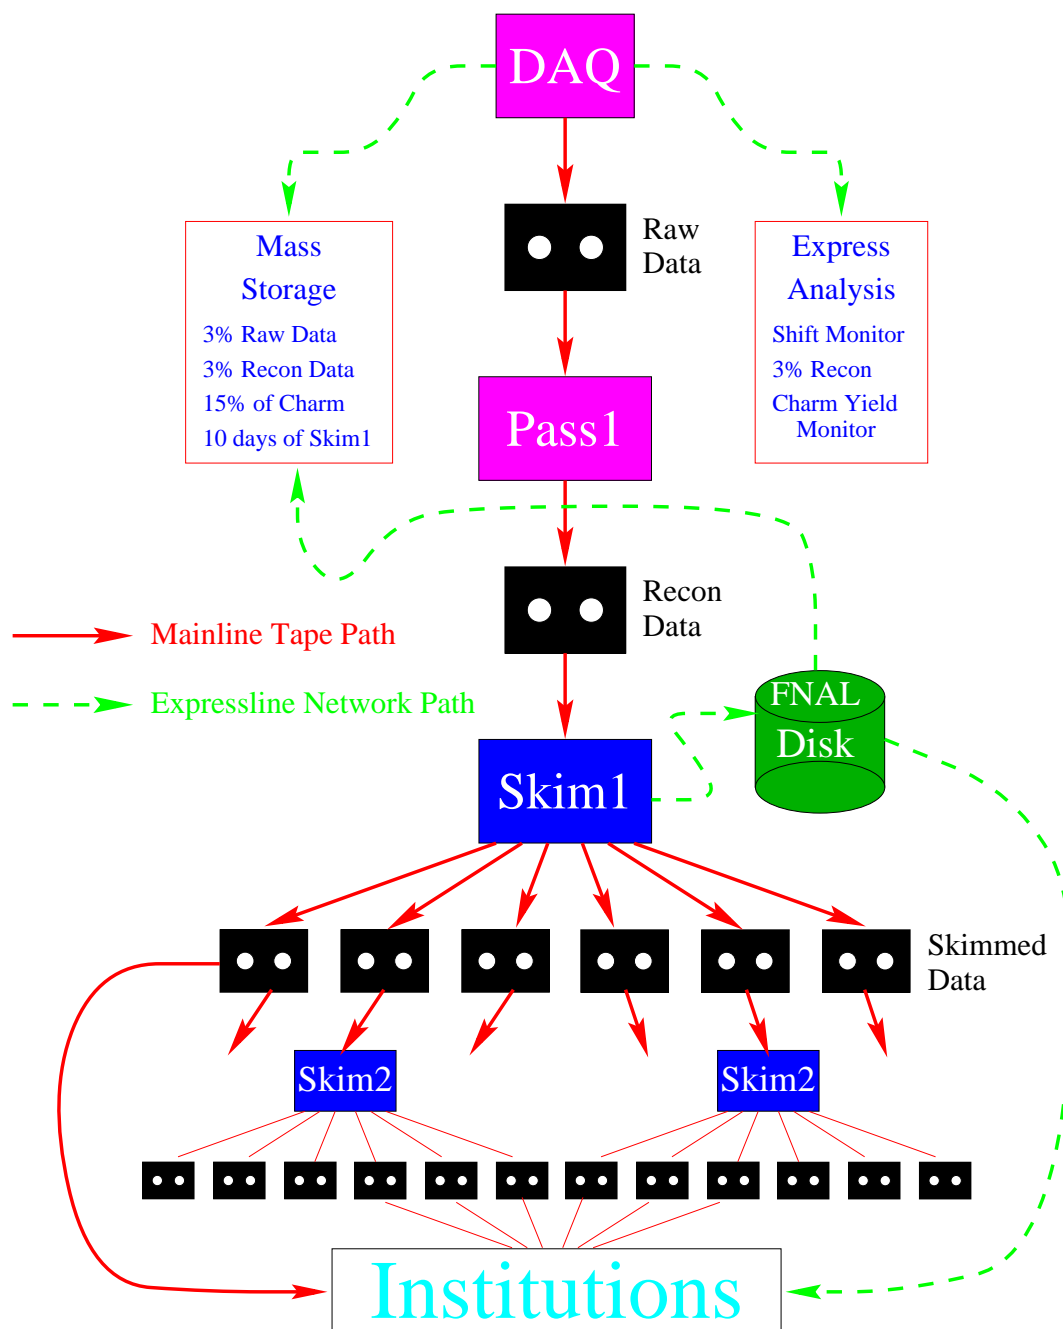 DAQ
Raw
Data
Mass
Storage
3% Raw Data
3% Recon Data
15% of Charm
10 days of Skim1
Express
Analysis
Shift Monitor
3% Recon
Charm Yield
Monitor
Pass1
Recon
Data
Mainline Tape Path
Expressline Network Path
FNAL
Disk
Skim1
Skimmed
Data
Skim2
Skim2
Institutions